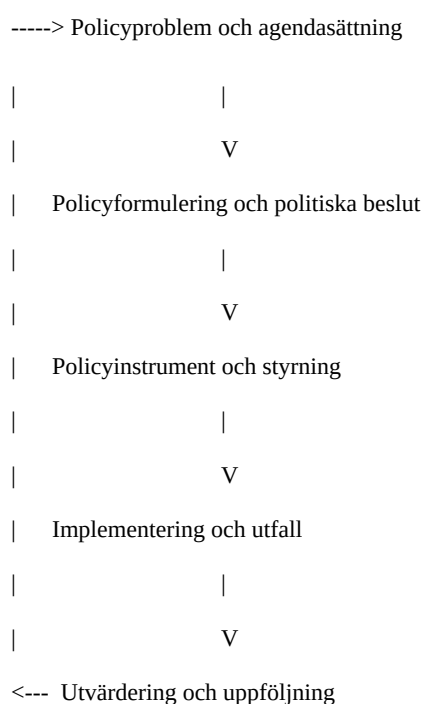 -----> Policyproblem och agendasättning
| |
| V
| Policyformulering och politiska beslut
| |
| V
| Policyinstrument och styrning
| |
| V
| Implementering och utfall
| |
| V
<--- Utvärdering och uppföljning